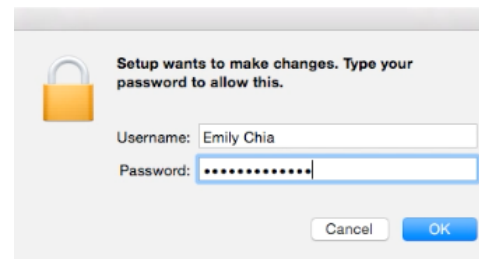 Setup wants to make changes. Type your
password to allow this.
Username: Emily Chia
Password: •••••••••••••
Cancel OK